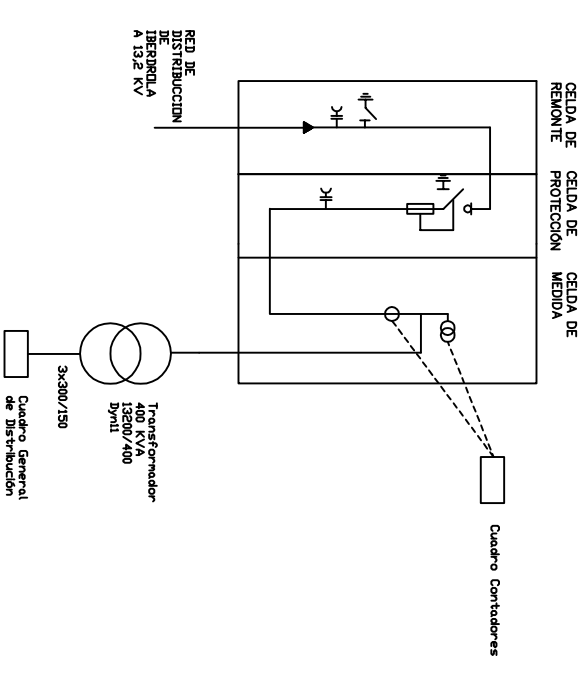 CELDA DE
REMONTE
CELDA DE
PROTECCIÓN
CELDA DE
MEDIDA
RED DE
DISTRIBUCCION
DE
IBERDROLA
A 13,2 KV
Cuadro Contadores
Transformador
400 KVA
13200/400
Dyn11
3x300/150
Cuadro General
de Distribución